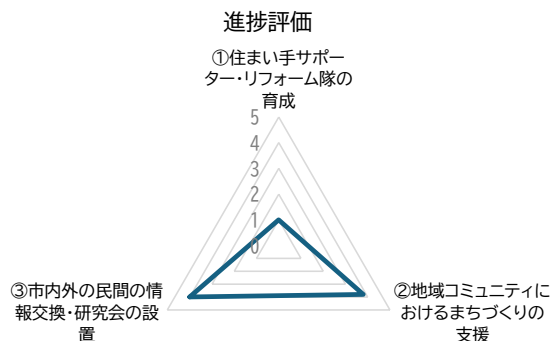 進捗評価
①住まい手サポー
ター・リフォーム隊の
育成
5
4
3
2
1
0
③市内外の民間の情
報交換・研究会の設
置
②地域コミュニティに
おけるまちづくりの
支援